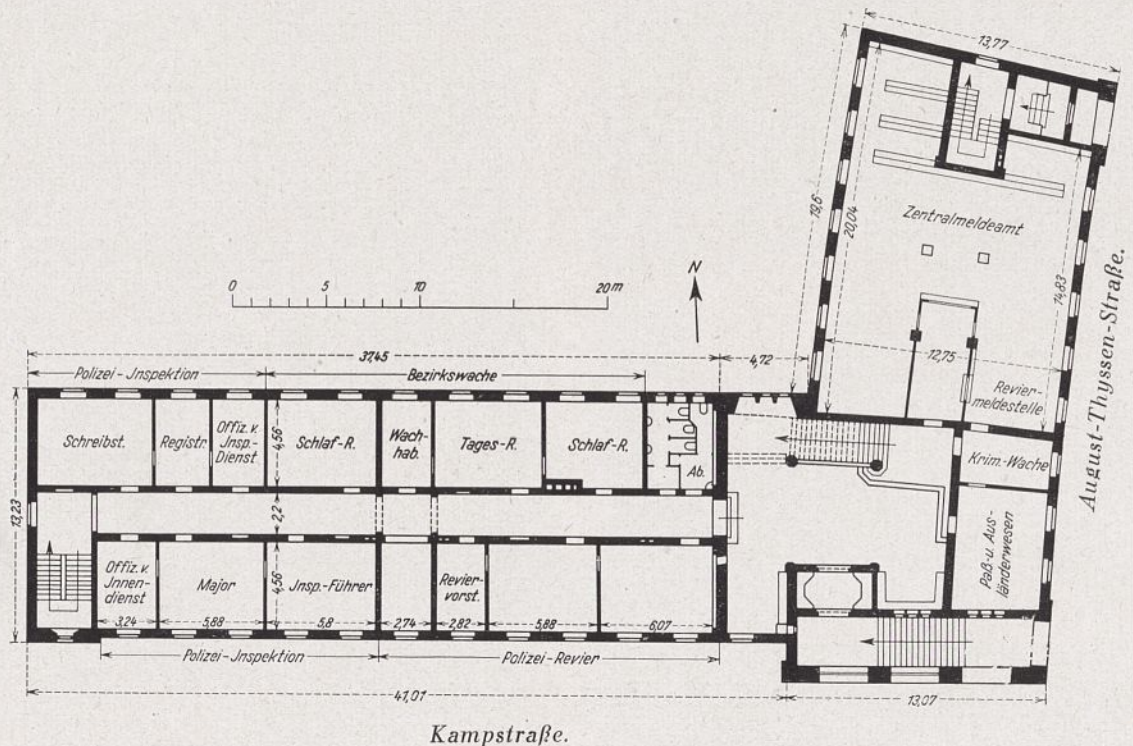 13,77
19,6
20,04
Zentralmeldeamt
14,83
August-Thyssen-Straße.
0 5 10 20 m
N
37,45
4,72
12,75
Polizei-Jnspektion
Bezirkswache
Revier-
meldestelle
Schreibst.
Registr.
Offiz. v.
Jnsp.-
Dienst
4,56
Schlaf-R.
Wach-
hab.
Tages-R.
Schlaf-R.
Ab.
Krim.-Wache
13,23
2,2
Paß- u. Aus-
länderwesen
Offiz. v.
Jnnen-
dienst
Major
4,56
Jnsp.-Führer
Revier-
vorst.
3,24
5,88
5,8
2,74
2,82
5,88
6,07
Polizei-Jnspektion
Polizei-Revier
41,01
13,07
Kampstraße.